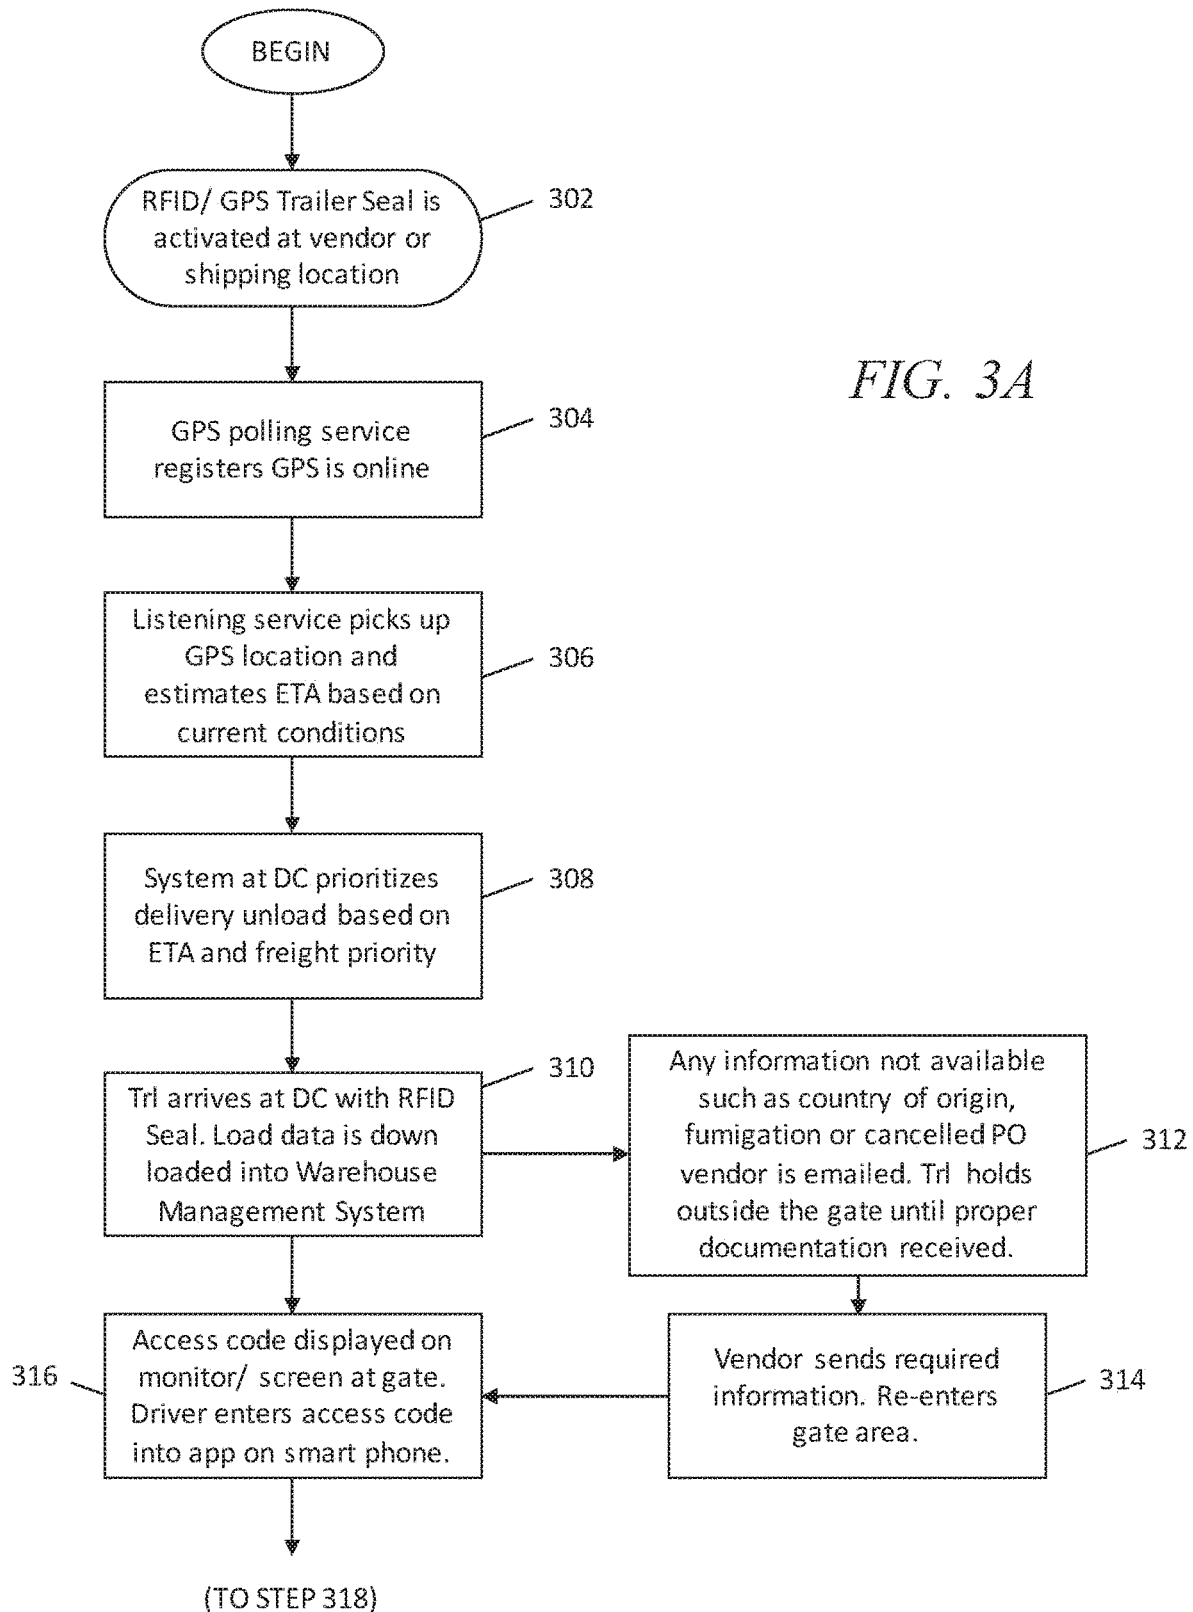 BEGIN
RFID/ GPS Trailer Seal is
activated at vendor or
shipping location
302
FIG. 3A
GPS polling service
registers GPS is online
304
Listening service picks up
GPS location and
estimates ETA based on
current conditions
306
System at DC prioritizes
delivery unload based on
ETA and freight priority
308
Trl arrives at DC with RFID
Seal. Load data is down
loaded into Warehouse
Management System
310
Any information not available
such as country of origin,
fumigation or cancelled PO
vendor is emailed. Trl holds
outside the gate until proper
documentation received.
312
Vendor sends required
information. Re-enters
gate area.
314
Access code displayed on
monitor/ screen at gate.
Driver enters access code
into app on smart phone.
316
(TO STEP 318)